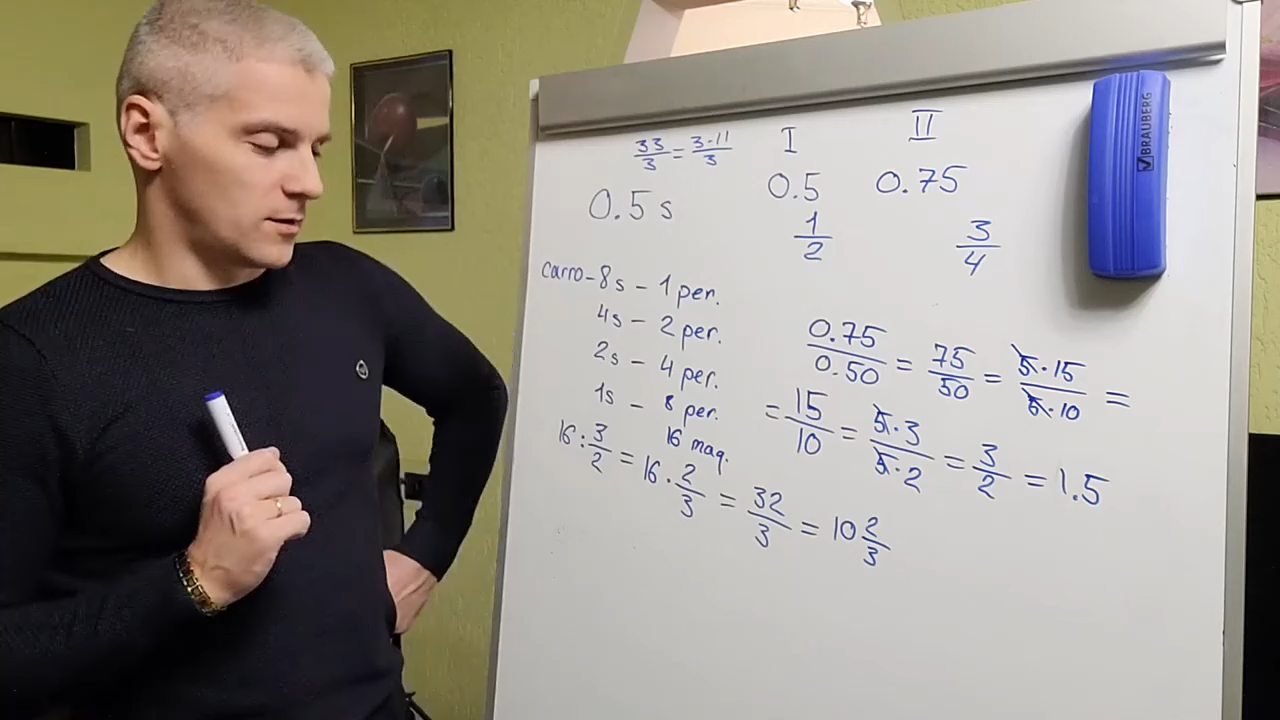 33/3 = 3·11/3
I II
0.5 s 0.5 0.75
1/2 3/4
carro - 8s - 1 per.
4s - 2 per.
2s - 4 per.
1s - 8 per.
16 maq.
16 : 3/2 = 16 · 2/3 = 32/3 = 10 2/3
0.75/0.50 = 75/50 = 5·15/5·10 =
= 15/10 = 5·3/5·2 = 3/2 = 1.5
BRAUBERG